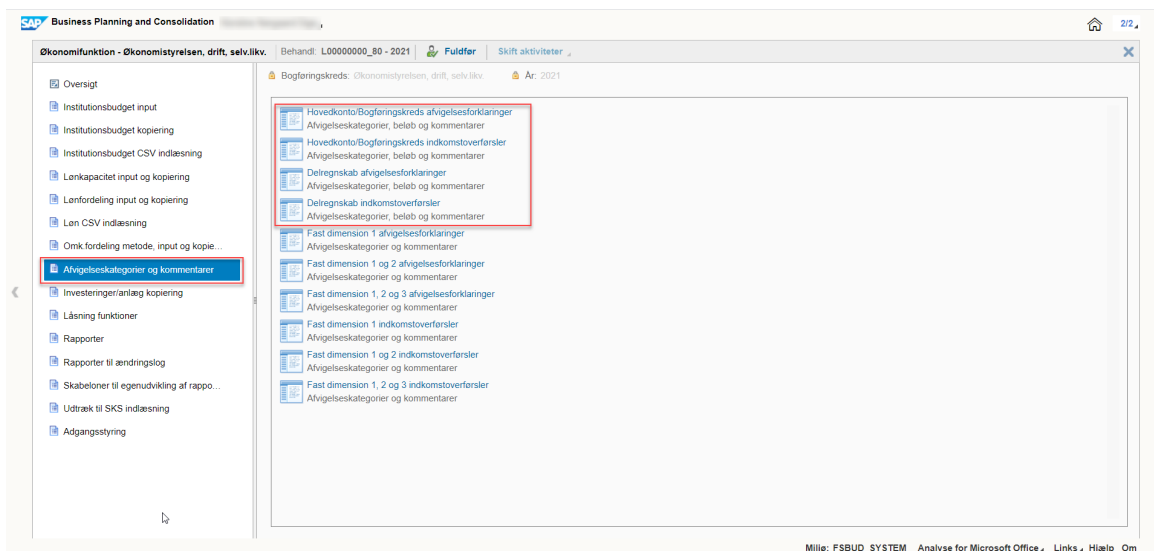 SAP Business Planning and Consolidation
2/2
Økonomifunktion - Økonomistyrelsen, drift, selv.likv. Behandl: L00000000_80 - 2021 Fuldfør Skift aktiviteter
Bogføringskreds: Økonomistyrelsen, drift, selv.likv. År: 2021
Oversigt
Institutionsbudget input
Institutionsbudget kopiering
Institutionsbudget CSV indlæsning
Lønkapacitet input og kopiering
Lønfordeling input og kopiering
Løn CSV indlæsning
Omk.fordeling metode, input og kopie...
Afvigelseskategorier og kommentarer
Investeringer/anlæg kopiering
Låsning funktioner
Rapporter
Rapporter til ændringslog
Skabeloner til egenudvikling af rappo...
Udtræk til SKS indlæsning
Adgangsstyring
Hovedkonto/Bogføringskreds afvigelsesforklaringer
Afvigelseskategorier, beløb og kommentarer
Hovedkonto/Bogføringskreds indkomstoverførsler
Afvigelseskategorier, beløb og kommentarer
Delregnskab afvigelsesforklaringer
Afvigelseskategorier, beløb og kommentarer
Delregnskab indkomstoverførsler
Afvigelseskategorier, beløb og kommentarer
Fast dimension 1 afvigelsesforklaringer
Afvigelseskategorier og kommentarer
Fast dimension 1 og 2 afvigelsesforklaringer
Afvigelseskategorier og kommentarer
Fast dimension 1, 2 og 3 afvigelsesforklaringer
Afvigelseskategorier og kommentarer
Fast dimension 1 indkomstoverførsler
Afvigelseskategorier og kommentarer
Fast dimension 1 og 2 indkomstoverførsler
Afvigelseskategorier og kommentarer
Fast dimension 1, 2 og 3 indkomstoverførsler
Afvigelseskategorier og kommentarer
Miljø: FSBUD_SYSTEM Analyse for Microsoft Office Links Hjælp Om